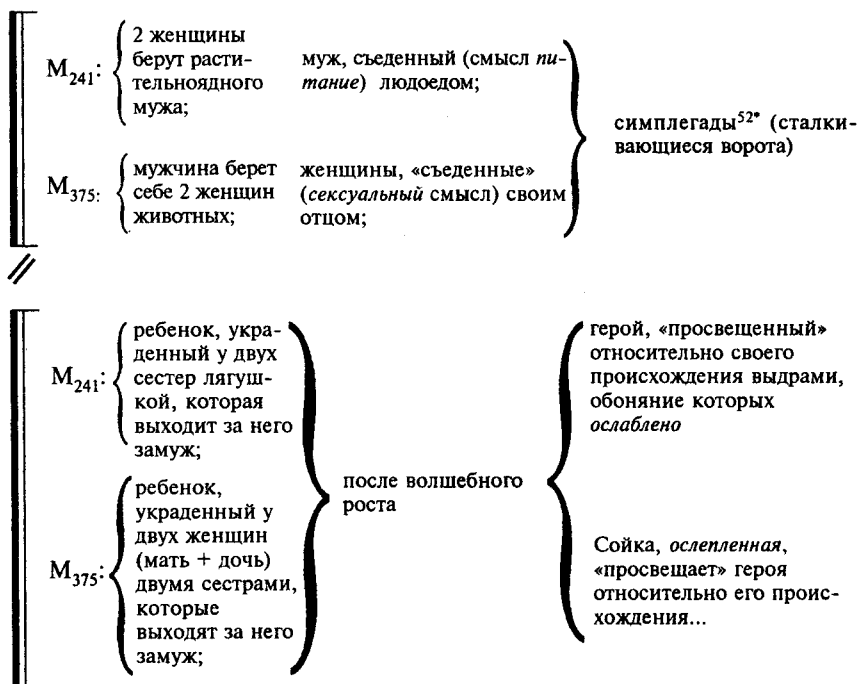 M241:
2 женщины
берут расти-
тельноядного
мужа;
муж, съеденный (смысл пи-
тание) людоедом;
M375:
мужчина берет
себе 2 женщин
животных;
женщины, «съеденные»
(сексуальный смысл) своим
отцом;
симплегады52* (сталки-
вающиеся ворота)
M241:
ребенок, укра-
денный у двух
сестер лягуш-
кой, которая
выходит за него
замуж;
M375:
ребенок,
украденный у
двух женщин
(мать + дочь)
двумя сестрами,
которые
выходят за него
замуж;
после волшебного
роста
герой, «просвещенный»
относительно своего
происхождения выдрами,
обоняние которых
ослаблено
Сойка, ослепленная,
«просвещает» героя
относительно его проис-
хождения...